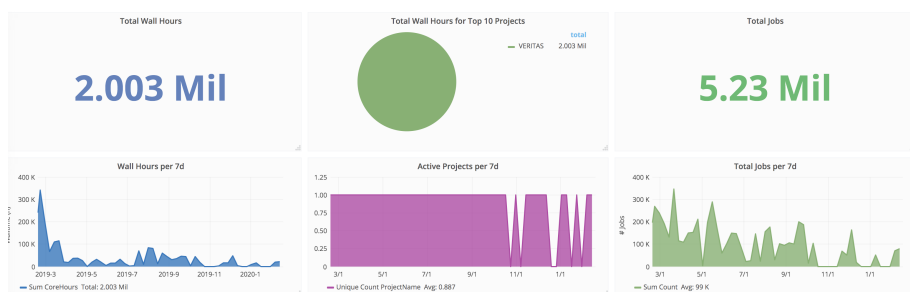 Total Wall Hours
2.003 Mil
Total Wall Hours for Top 10 Projects
total
VERITAS 2.003 Mil
Total Jobs
5.23 Mil
Wall Hours per 7d
400 K
300 K
200 K
100 K
0
2019-3 2019-5 2019-7 2019-9 2019-11 2020-1
Sum CoreHours Total: 2.003 Mil
Active Projects per 7d
1.25
1.00
0.75
0.50
0.25
0
3/1 5/1 7/1 9/1 11/1 1/1
Unique Count ProjectName Avg: 0.887
Total Jobs per 7d
# Jobs
400 K
300 K
200 K
100 K
0
3/1 5/1 7/1 9/1 11/1 1/1
Sum Count Avg: 99 K